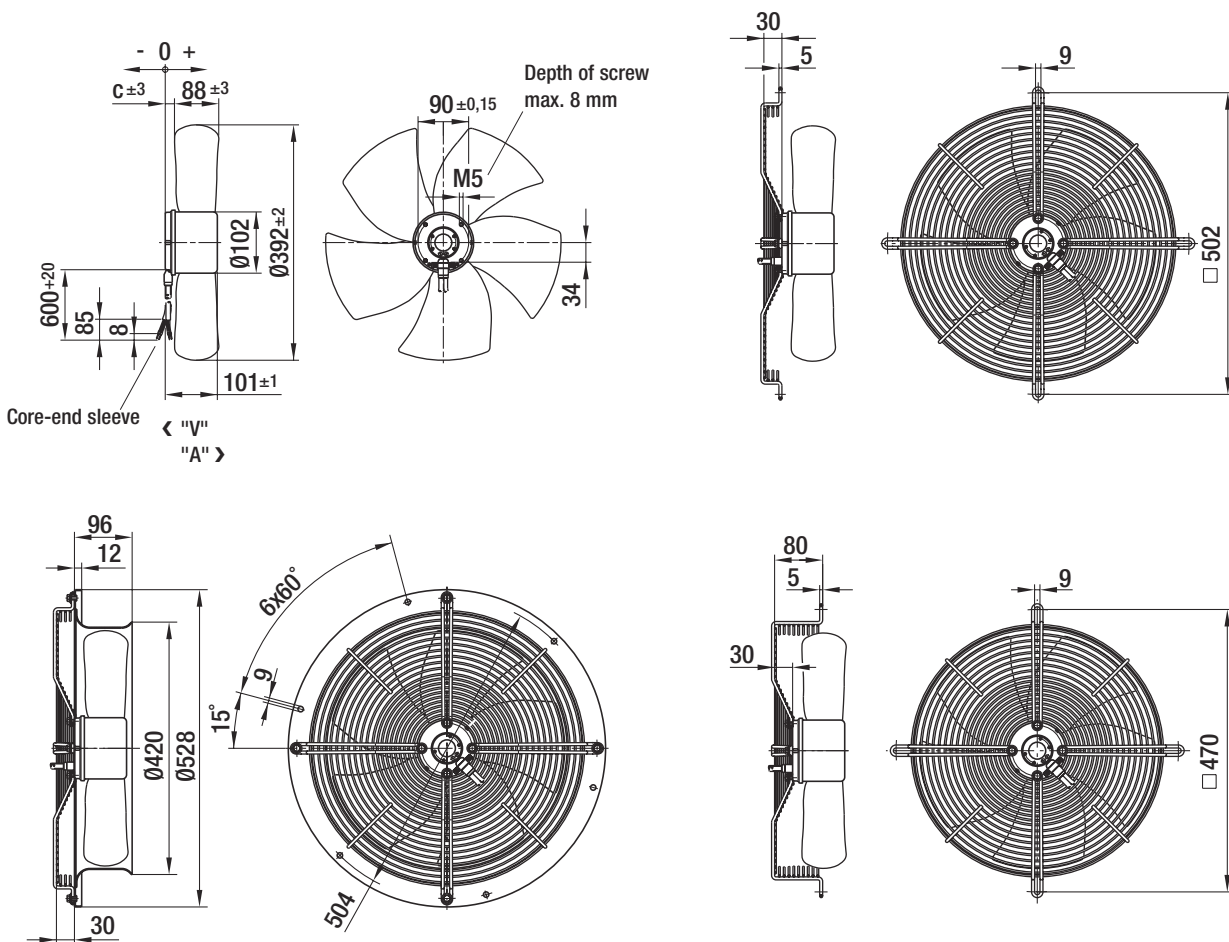 - 0 +
c±3
88±3
Ø102
Ø392±2
600+20
85
8
101±1
Core-end sleeve
‹ "V"
"A" ›
90 ±0,15
Depth of screw
max. 8 mm
M5
34
30
5
9
□ 502
96
12
Ø420
Ø528
30
6x60°
9
15°
504
80
5
30
9
□ 470